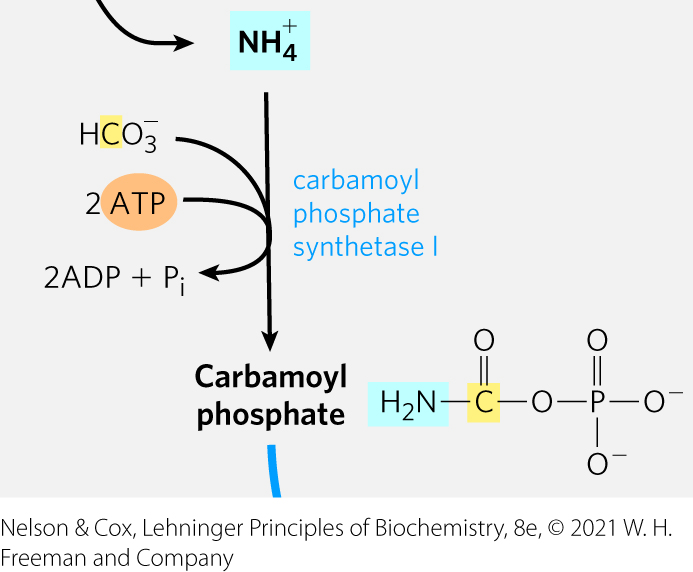 NH₄⁺
HCO₃⁻
2 ATP
carbamoyl
phosphate
synthetase I
2ADP + Pᵢ
Carbamoyl
phosphate
O O
H₂N—C—O—P—O⁻
O⁻
Nelson & Cox, Lehninger Principles of Biochemistry, 8e, © 2021 W. H.
Freeman and Company